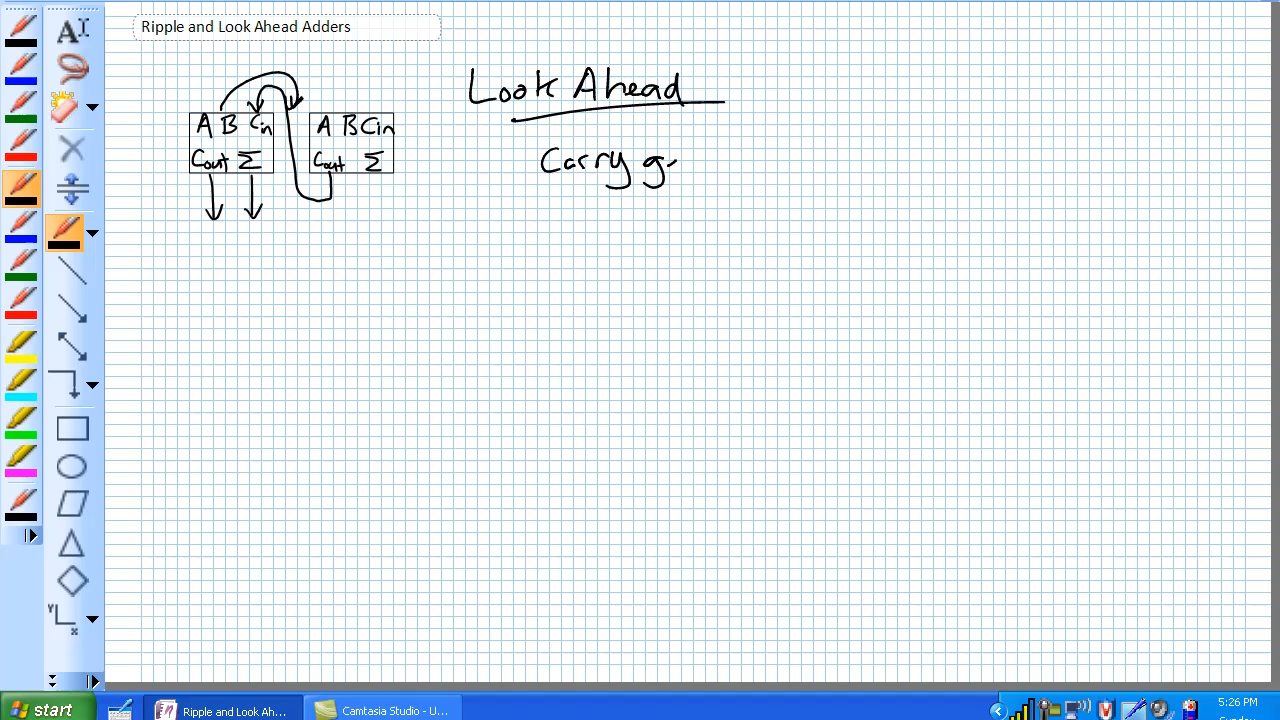 Ripple and Look Ahead Adders
Look Ahead
A B Cin
A B Cin
Cout Σ
Cout Σ
Carry g
start
Ripple and Look Ah...
Camtasia Studio - U...
5:26 PM